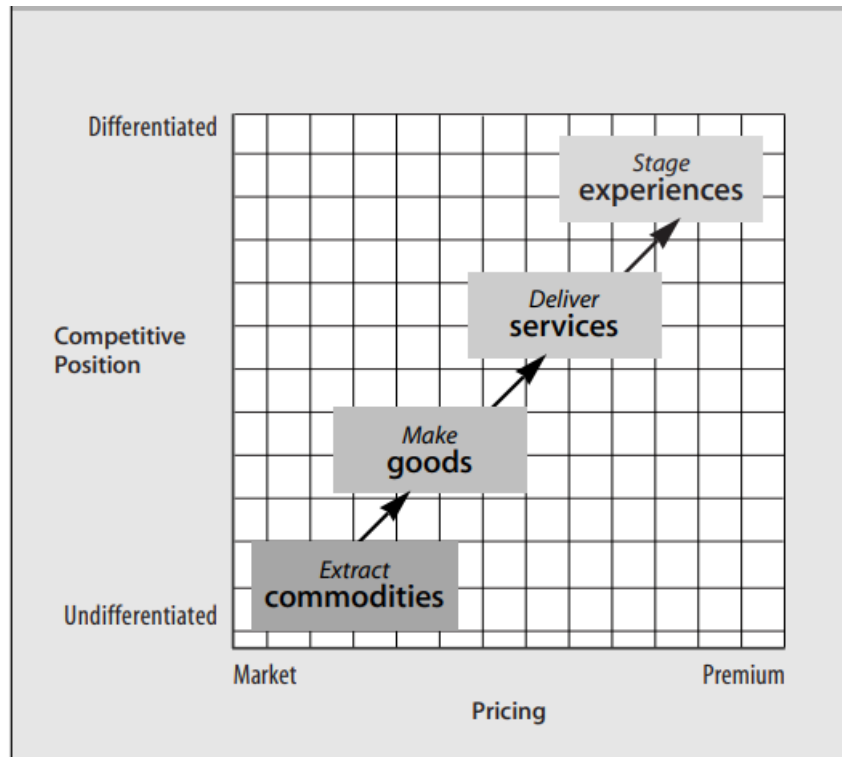 Differentiated
Stage
experiences
Deliver
services
Competitive
Position
Make
goods
Extract
commodities
Undifferentiated
Market
Premium
Pricing